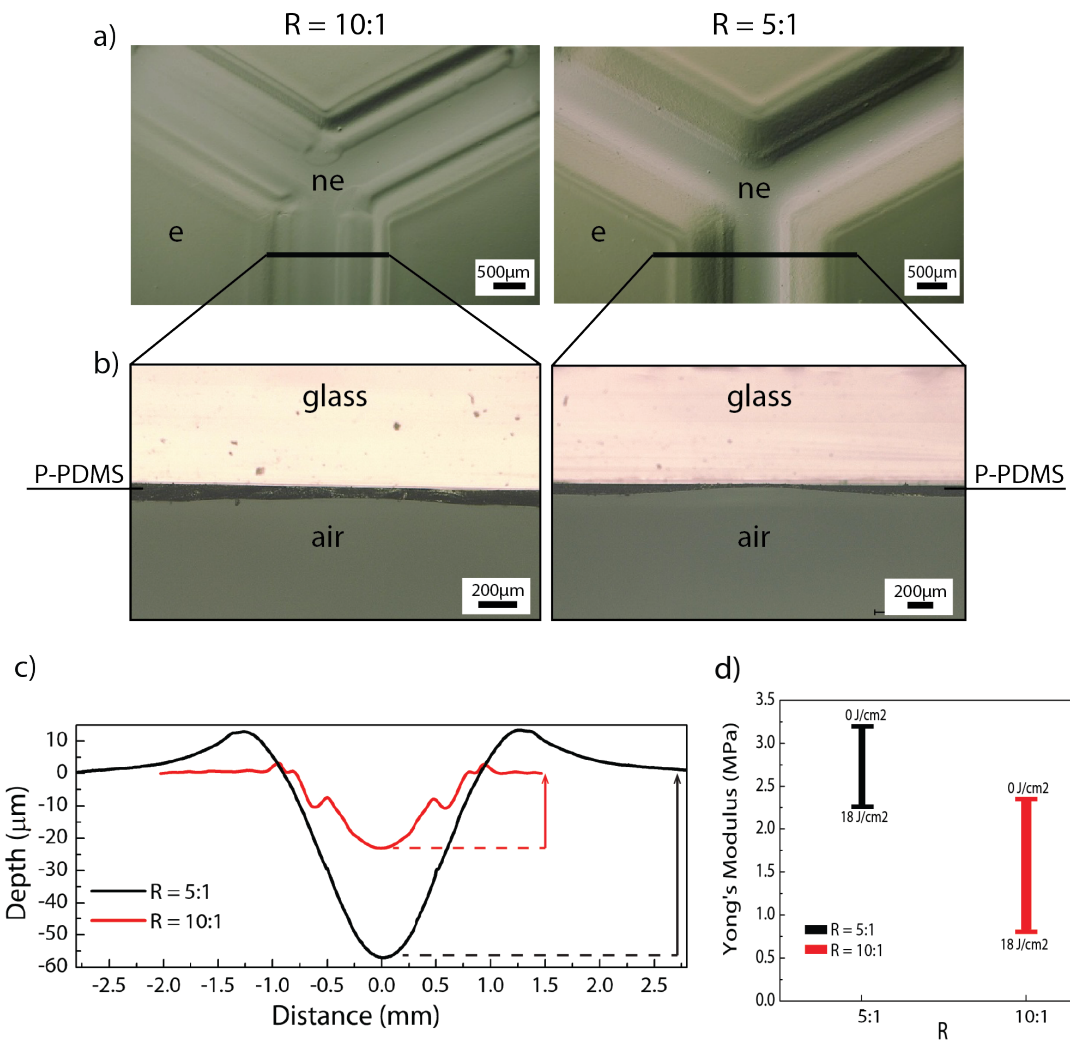 R = 10:1
R = 5:1
a)
ne
ne
e
e
500μm
500μm
b)
glass
glass
P-PDMS
P-PDMS
air
air
200μm
200μm
c)
10
0
-10
-20
-30
-40
-50
-60
Depth (μm)
R = 5:1
R = 10:1
-2.5 -2.0 -1.5 -1.0 -0.5 0.0 0.5 1.0 1.5 2.0 2.5
Distance (mm)
d)
3.5
3.0
2.5
2.0
1.5
1.0
0.5
0.0
Yong's Modulus (MPa)
0 J/cm2
18 J/cm2
0 J/cm2
18 J/cm2
R = 5:1
R = 10:1
5:1 10:1
R